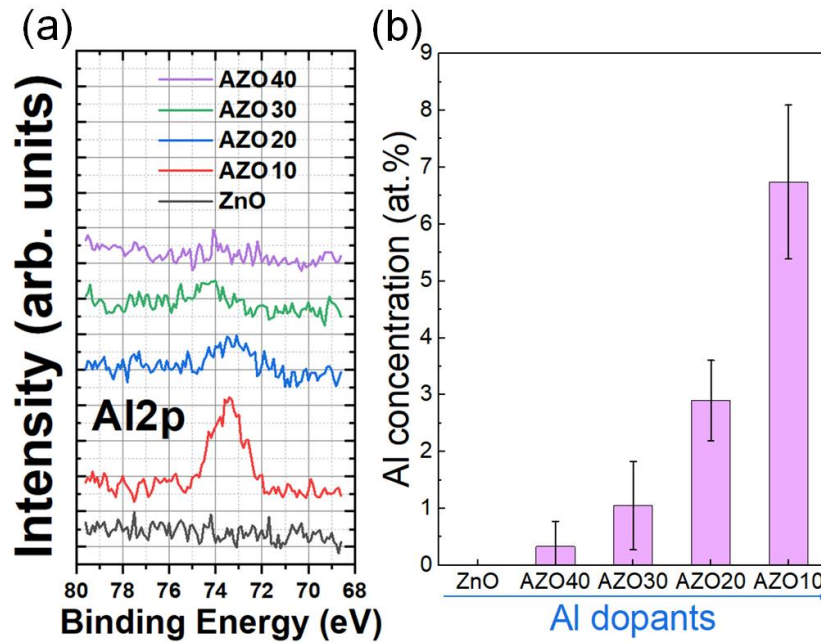 (a)
AZO40
AZO30
AZO20
AZO10
ZnO
Al2p
Intensity (arb. units)
80 78 76 74 72 70 68
Binding Energy (eV)
(b)
9
8
7
6
5
4
3
2
1
0
Al concentration (at.%)
ZnO AZO40 AZO30 AZO20 AZO10
Al dopants